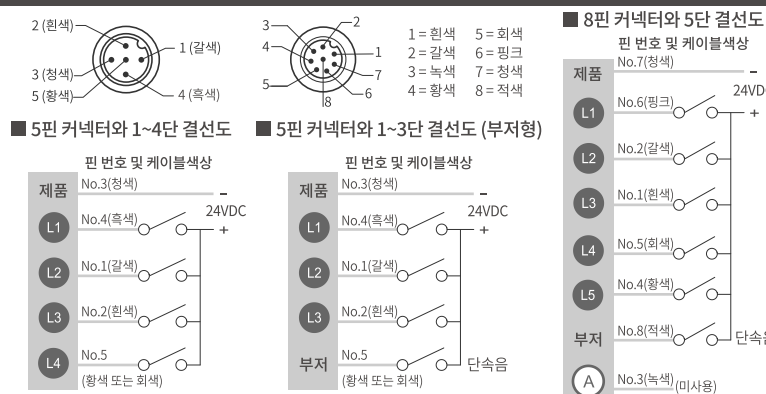 2 (흰색)
1 (갈색)
3 (청색)
5 (황색)
4 (흑색)
3
2
4
1
7
5
6
8
1 = 흰색 5 = 회색
2 = 갈색 6 = 핑크
3 = 녹색 7 = 청색
4 = 황색 8 = 적색
■ 5핀 커넥터와 1~4단 결선도
핀 번호 및 케이블색상
제품 No.3(청색) −
24VDC
L1 No.4(흑색) +
L2 No.1(갈색)
L3 No.2(흰색)
L4 No.5
(황색 또는 회색)
■ 5핀 커넥터와 1~3단 결선도 (부저형)
핀 번호 및 케이블색상
제품 No.3(청색) −
24VDC
L1 No.4(흑색) +
L2 No.1(갈색)
L3 No.2(흰색)
부저 No.5 단속음
(황색 또는 회색)
■ 8핀 커넥터와 5단 결선도
핀 번호 및 케이블색상
제품 No.7(청색) −
24VD
L1 No.6(핑크) +
L2 No.2(갈색)
L3 No.1(흰색)
L4 No.5(회색)
L5 No.4(황색)
부저 No.8(적색) 단속
A No.3(녹색) (미사용)